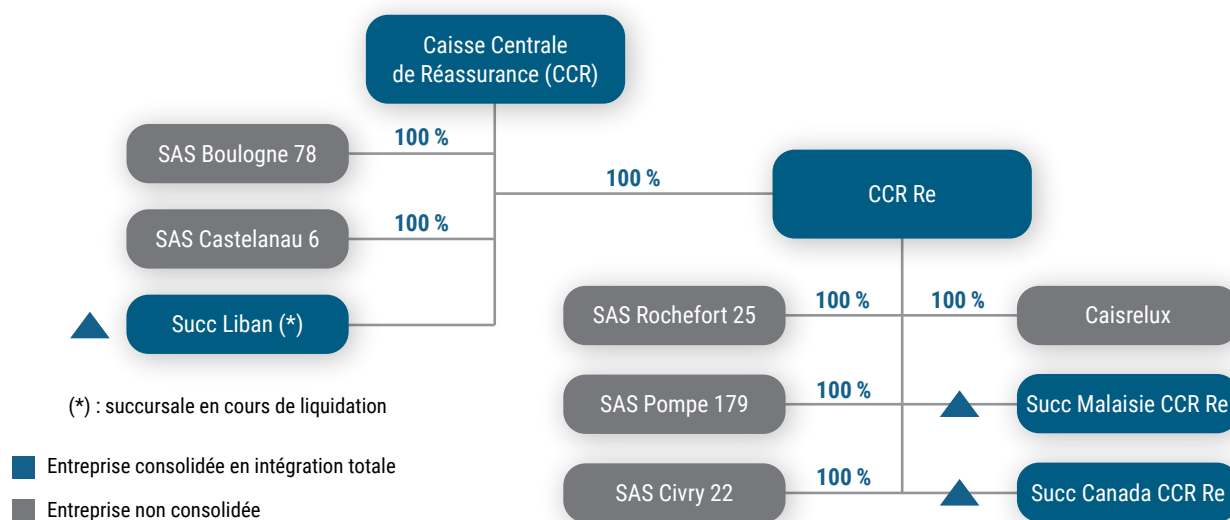 Caisse Centrale
de Réassurance (CCR)
SAS Boulogne 78
100 %
100 %
CCR Re
SAS Castelanau 6
100 %
Succ Liban (*)
SAS Rochefort 25
100 %
100 %
Caisrelux
(*) : succursale en cours de liquidation
SAS Pompe 179
100 %
Succ Malaisie CCR Re
Entreprise consolidée en intégration totale
SAS Civry 22
100 %
Succ Canada CCR Re
Entreprise non consolidée